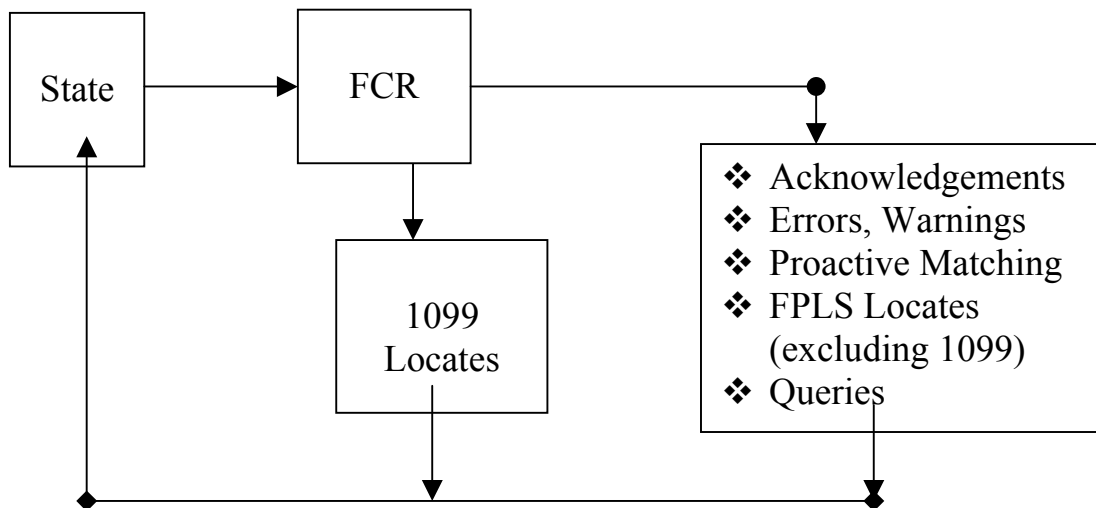 State
FCR
❖ Acknowledgements
❖ Errors, Warnings
❖ Proactive Matching
❖ FPLS Locates
(excluding 1099)
❖ Queries
1099
Locates